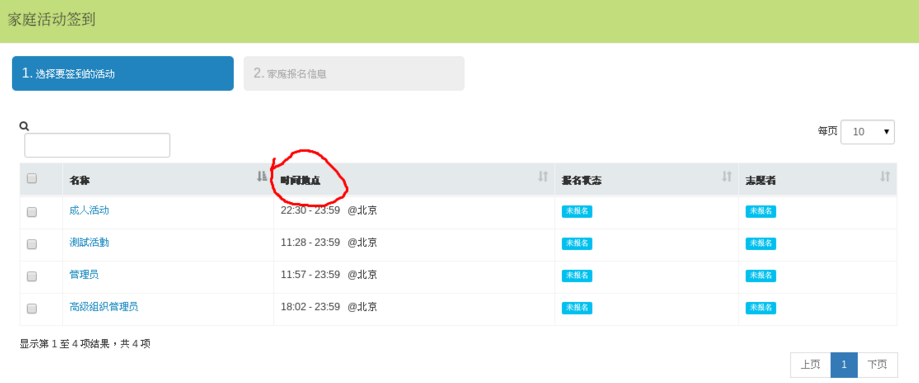 家庭活动签到
1. 选择要签到的活动
2. 家庭报名信息
每页 10
名称 时间地点 报名状态 志愿者
成人活动 22:30 - 23:59 @北京 未报名 未报名
测試活動 11:28 - 23:59 @北京 未报名 未报名
管理员 11:57 - 23:59 @北京 未报名 未报名
高级组织管理员 18:02 - 23:59 @北京 未报名 未报名
显示第 1 至 4 项结果，共 4 项
上页 1 下页